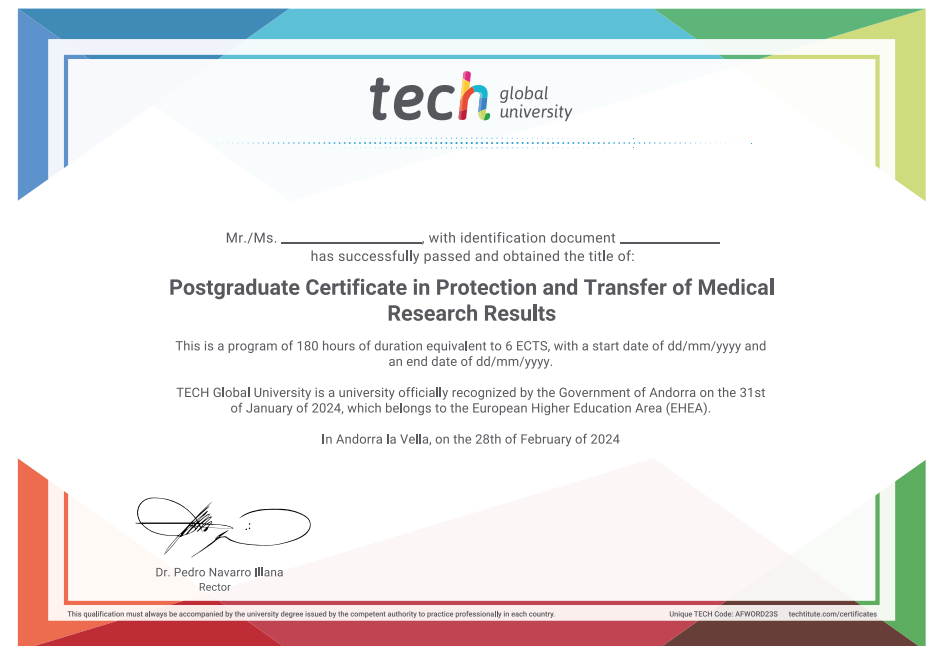 tech global university
Mr./Ms. ____________________, with identification document ______________
has successfully passed and obtained the title of:
Postgraduate Certificate in Protection and Transfer of Medical
Research Results
This is a program of 180 hours of duration equivalent to 6 ECTS, with a start date of dd/mm/yyyy and
an end date of dd/mm/yyyy.
TECH Global University is a university officially recognized by the Government of Andorra on the 31st
of January of 2024, which belongs to the European Higher Education Area (EHEA).
In Andorra la Vella, on the 28th of February of 2024
Dr. Pedro Navarro Illana
Rector
This qualification must always be accompanied by the university degree issued by the competent authority to practice professionally in each country.
Unique TECH Code: AFWORD23S techtitute.com/certificates